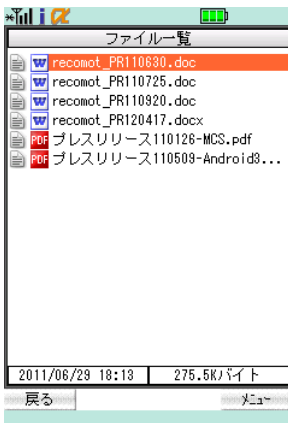 ファイル一覧
recomot_PR110630.doc
recomot_PR110725.doc
recomot_PR110920.doc
recomot_PR120417.docx
プレスリリース110126-MCS.pdf
プレスリリース110509-Android3...
2011/06/29 18:13 275.5Kバイト
戻る ﾒﾆｭｰ